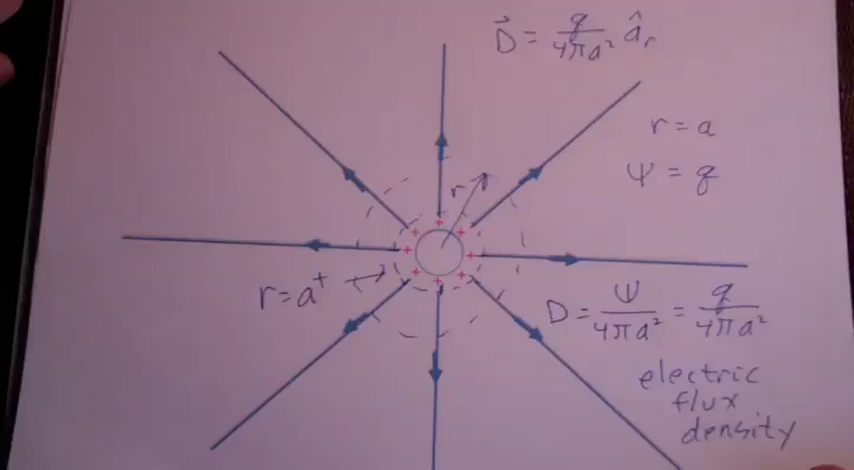 D⃗ = q/4πa² âᵣ
r = a
Ψ = q
r
r = a⁺
D = Ψ/4πa² = q/4πa²
electric
flux
density
+ + + + + + + +